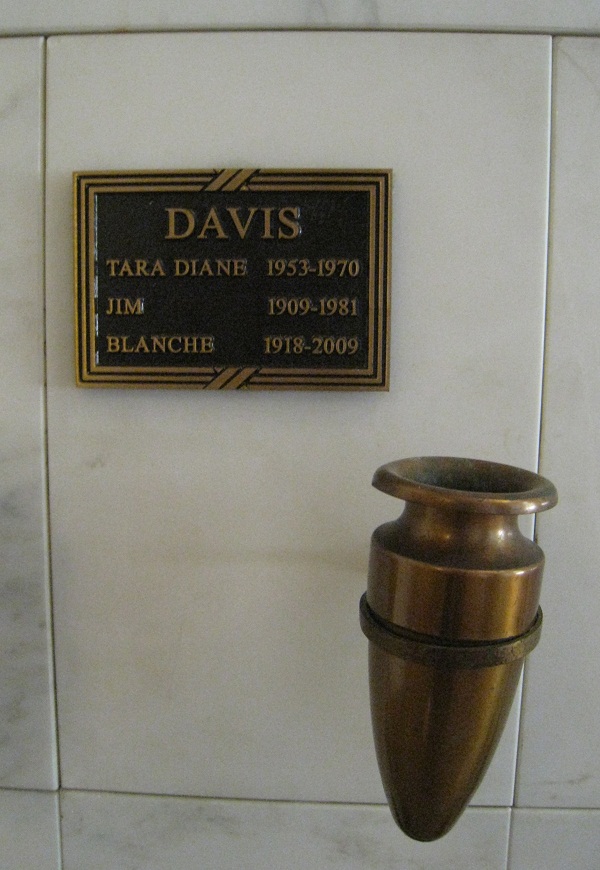 DAVIS
TARA DIANE 1953-1970
JIM 1909-1981
BLANCHE 1918-2009